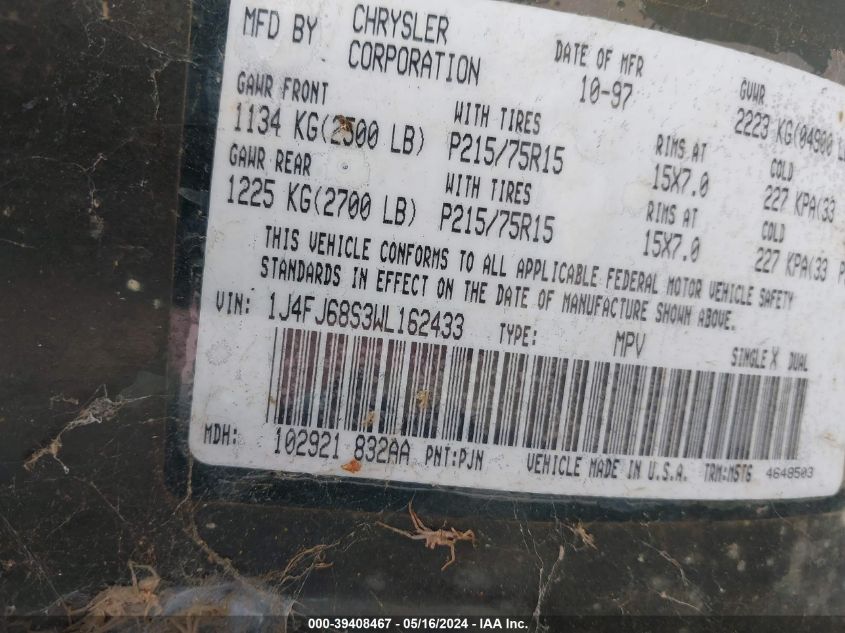 MFD BY CHRYSLER CORPORATION DATE OF MFR 10-97 GVWR 2223 KG(04900
GAWR FRONT WITH TIRES RIMS AT COLD
1134 KG(2500 LB) P215/75R15 15X7.0 227 KPA(33
GAWR REAR WITH TIRES RIMS AT COLD
1225 KG(2700 LB) P215/75R15 15X7.0 227 KPA(33
THIS VEHICLE CONFORMS TO ALL APPLICABLE FEDERAL MOTOR VEHICLE SAFETY
STANDARDS IN EFFECT ON THE DATE OF MANUFACTURE SHOWN ABOVE.
VIN: 1J4FJ68S3WL162433 TYPE: MPV SINGLE X DUAL
MDH: 102921 832AA PNT:PJN VEHICLE MADE IN U.S.A. TRM:MSTG 4648503
000-39408467 - 05/16/2024 - IAA Inc.